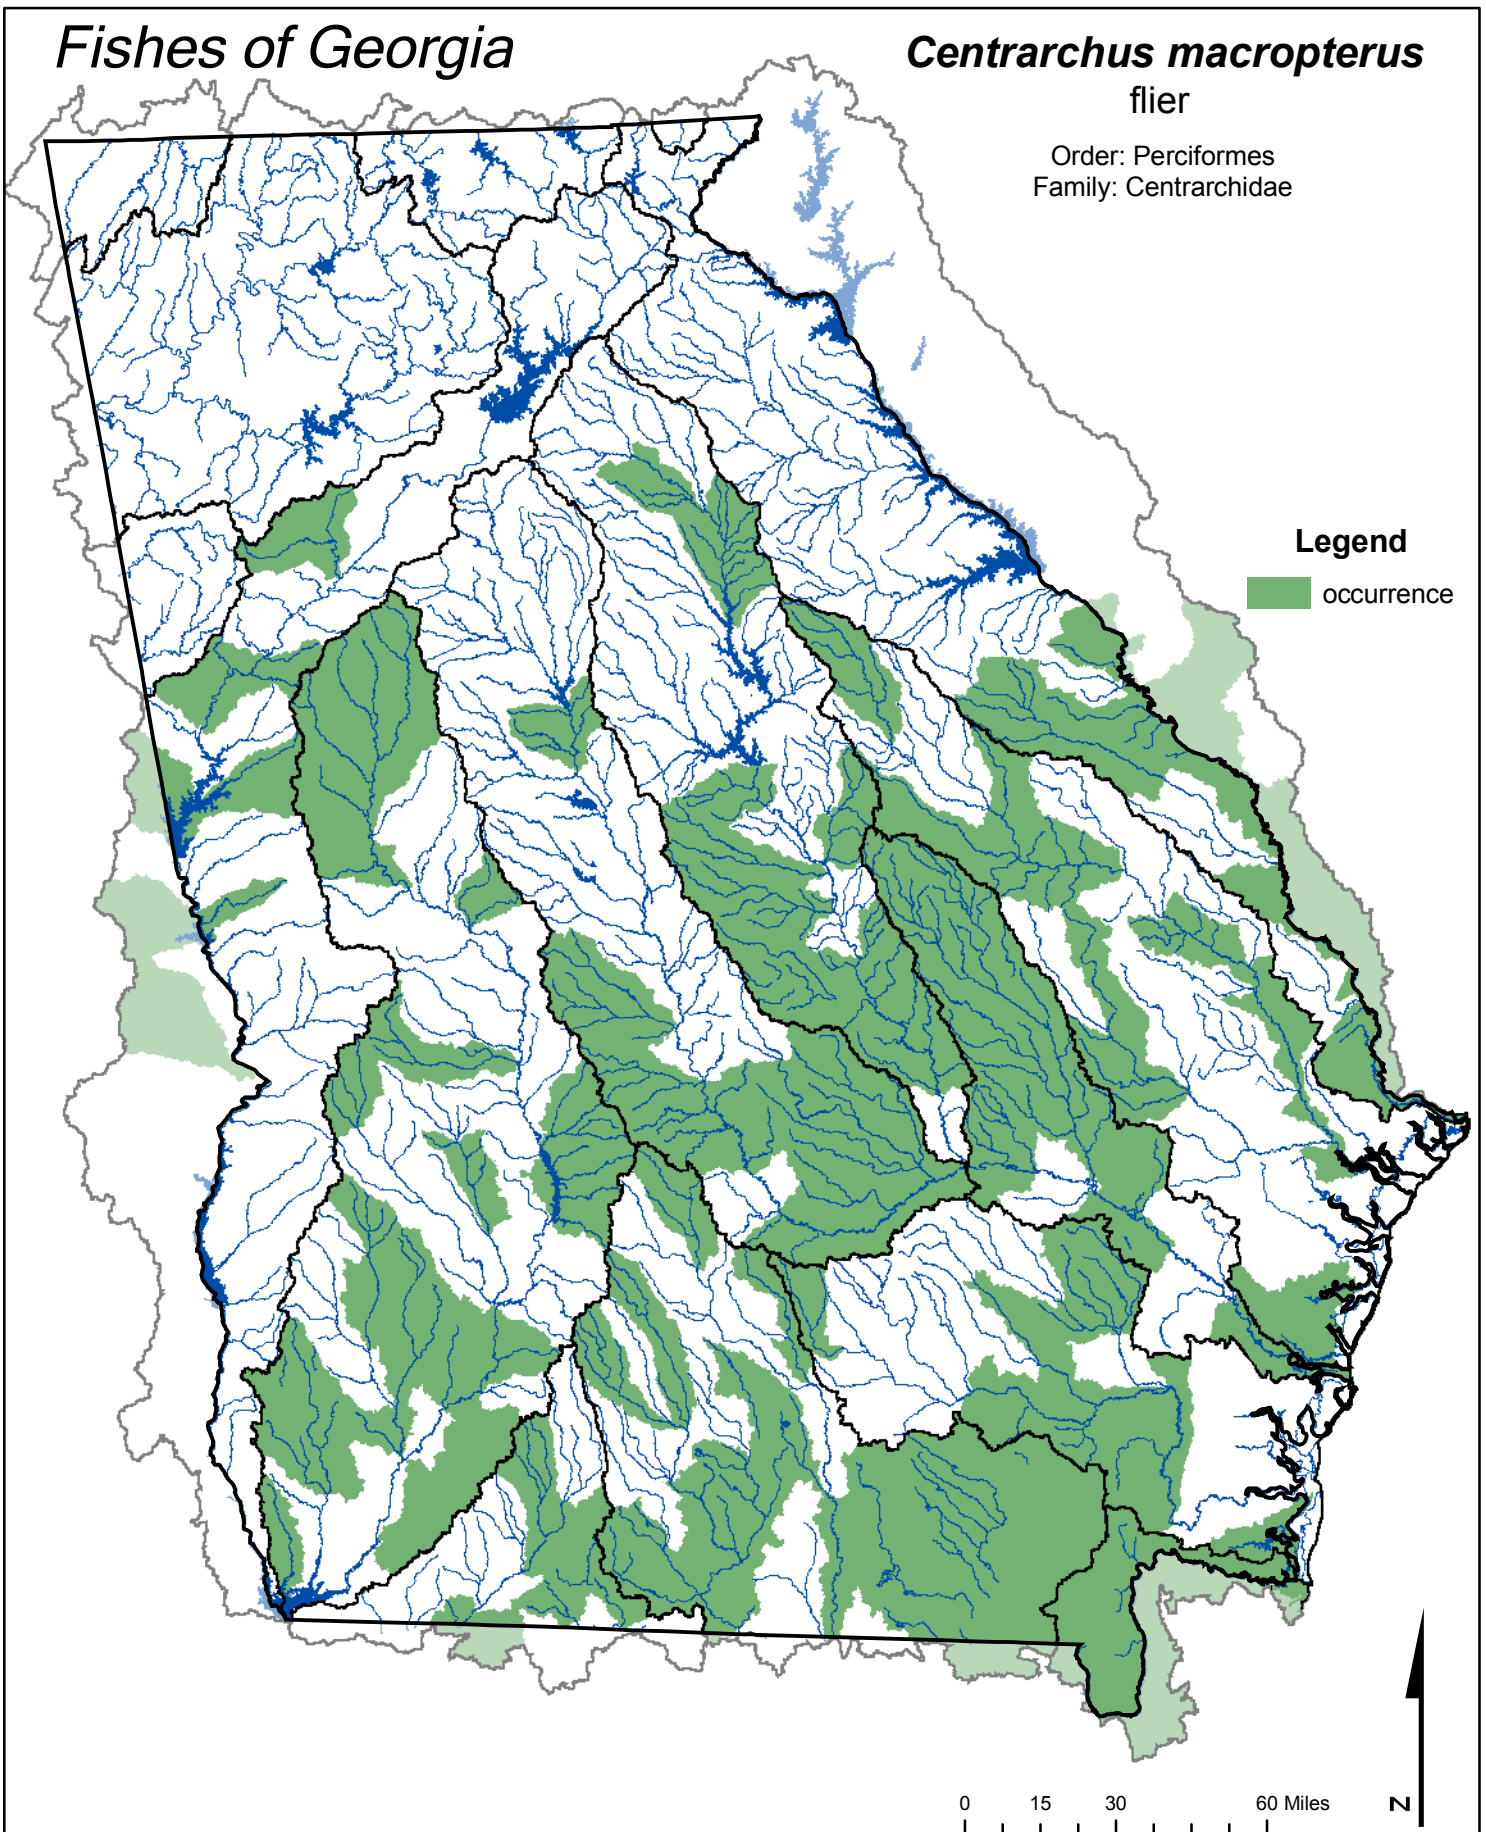 Fishes of Georgia
Centrarchus macropterus
flier
Order: Perciformes
Family: Centrarchidae
Legend
occurrence
0 15 30 60 Miles
N